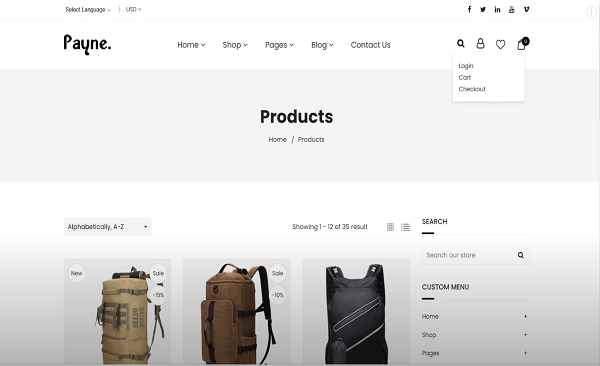 Select Language
USD
Payne.
Home
Shop
Pages
Blog
Contact Us
0
Login
Cart
Checkout
Products
Home / Products
Alphabetically, A-Z
Showing 1 - 12 of 35 result
SEARCH
Search our store
CUSTOM MENU
Home +
Shop +
Pages +
New
Sale
-15%
Sale
-10%